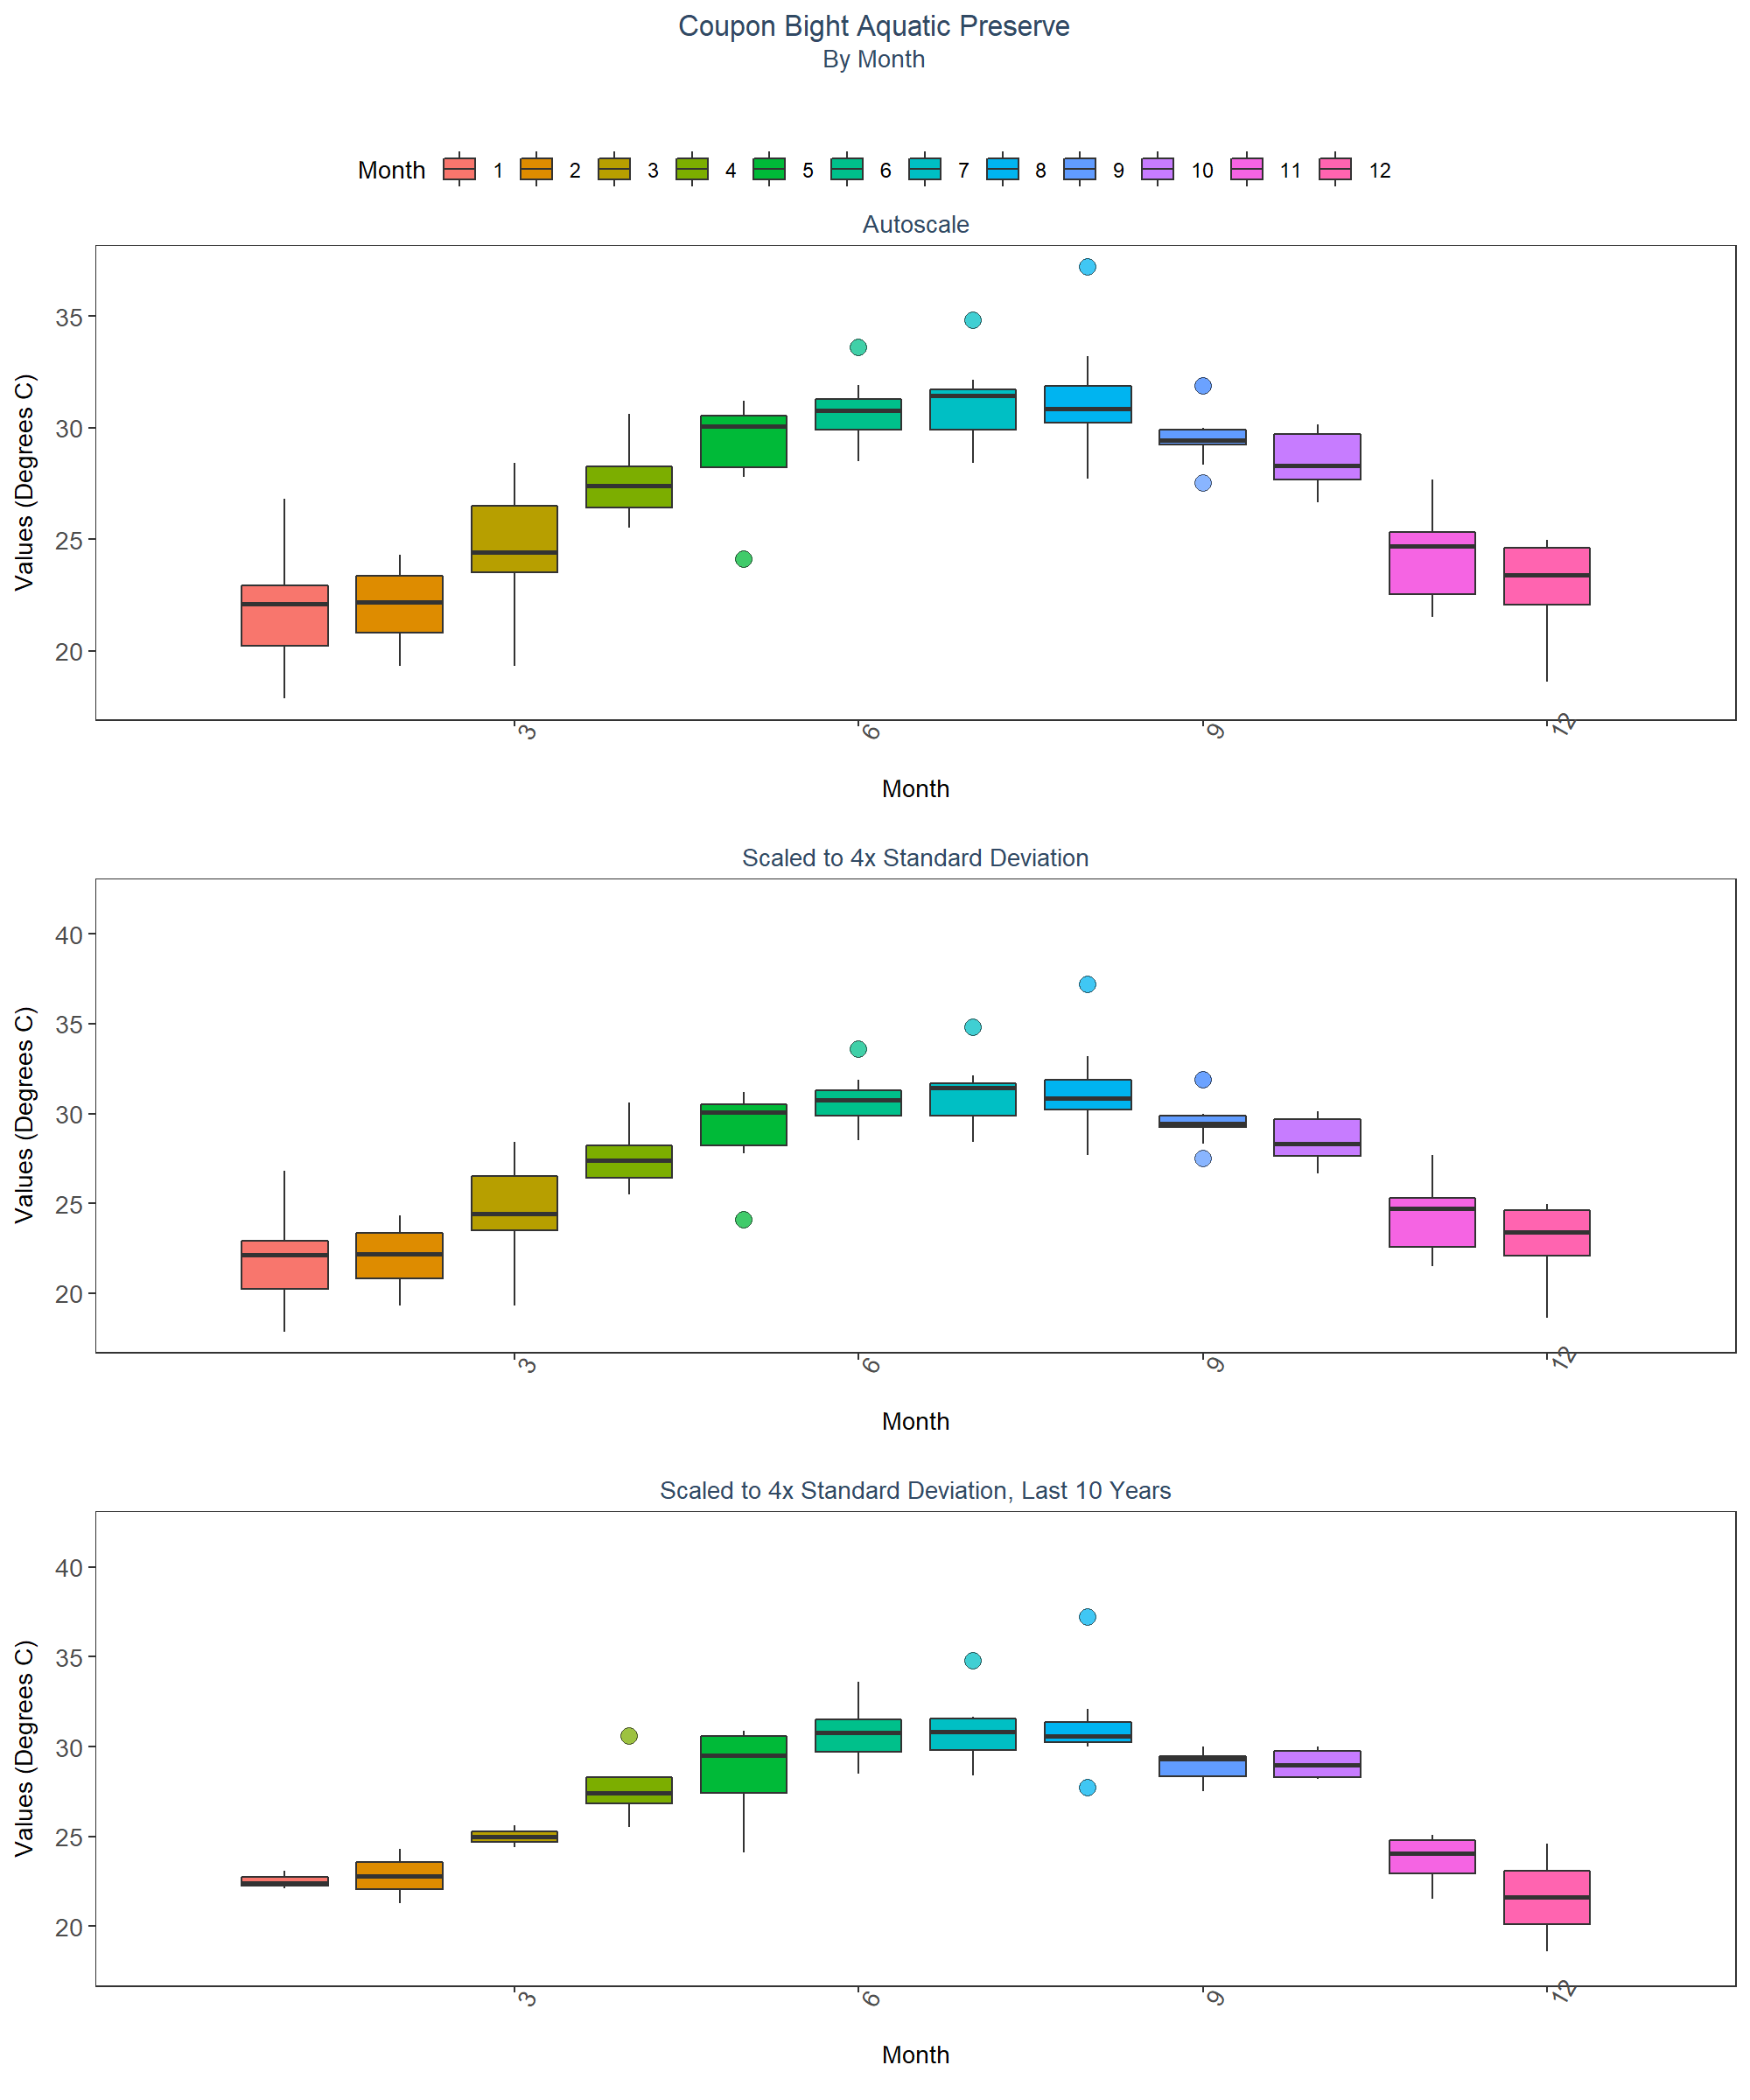 Coupon Bight Aquatic Preserve
By Month
Month 1 2 3 4 5 6 7 8 9 10 11 12
Autoscale
Values (Degrees C)
35
30
25
20
3 6 9 12
Month
Scaled to 4x Standard Deviation
Values (Degrees C)
40
35
30
25
20
3 6 9 12
Month
Scaled to 4x Standard Deviation, Last 10 Years
Values (Degrees C)
40
35
30
25
20
3 6 9 12
Month